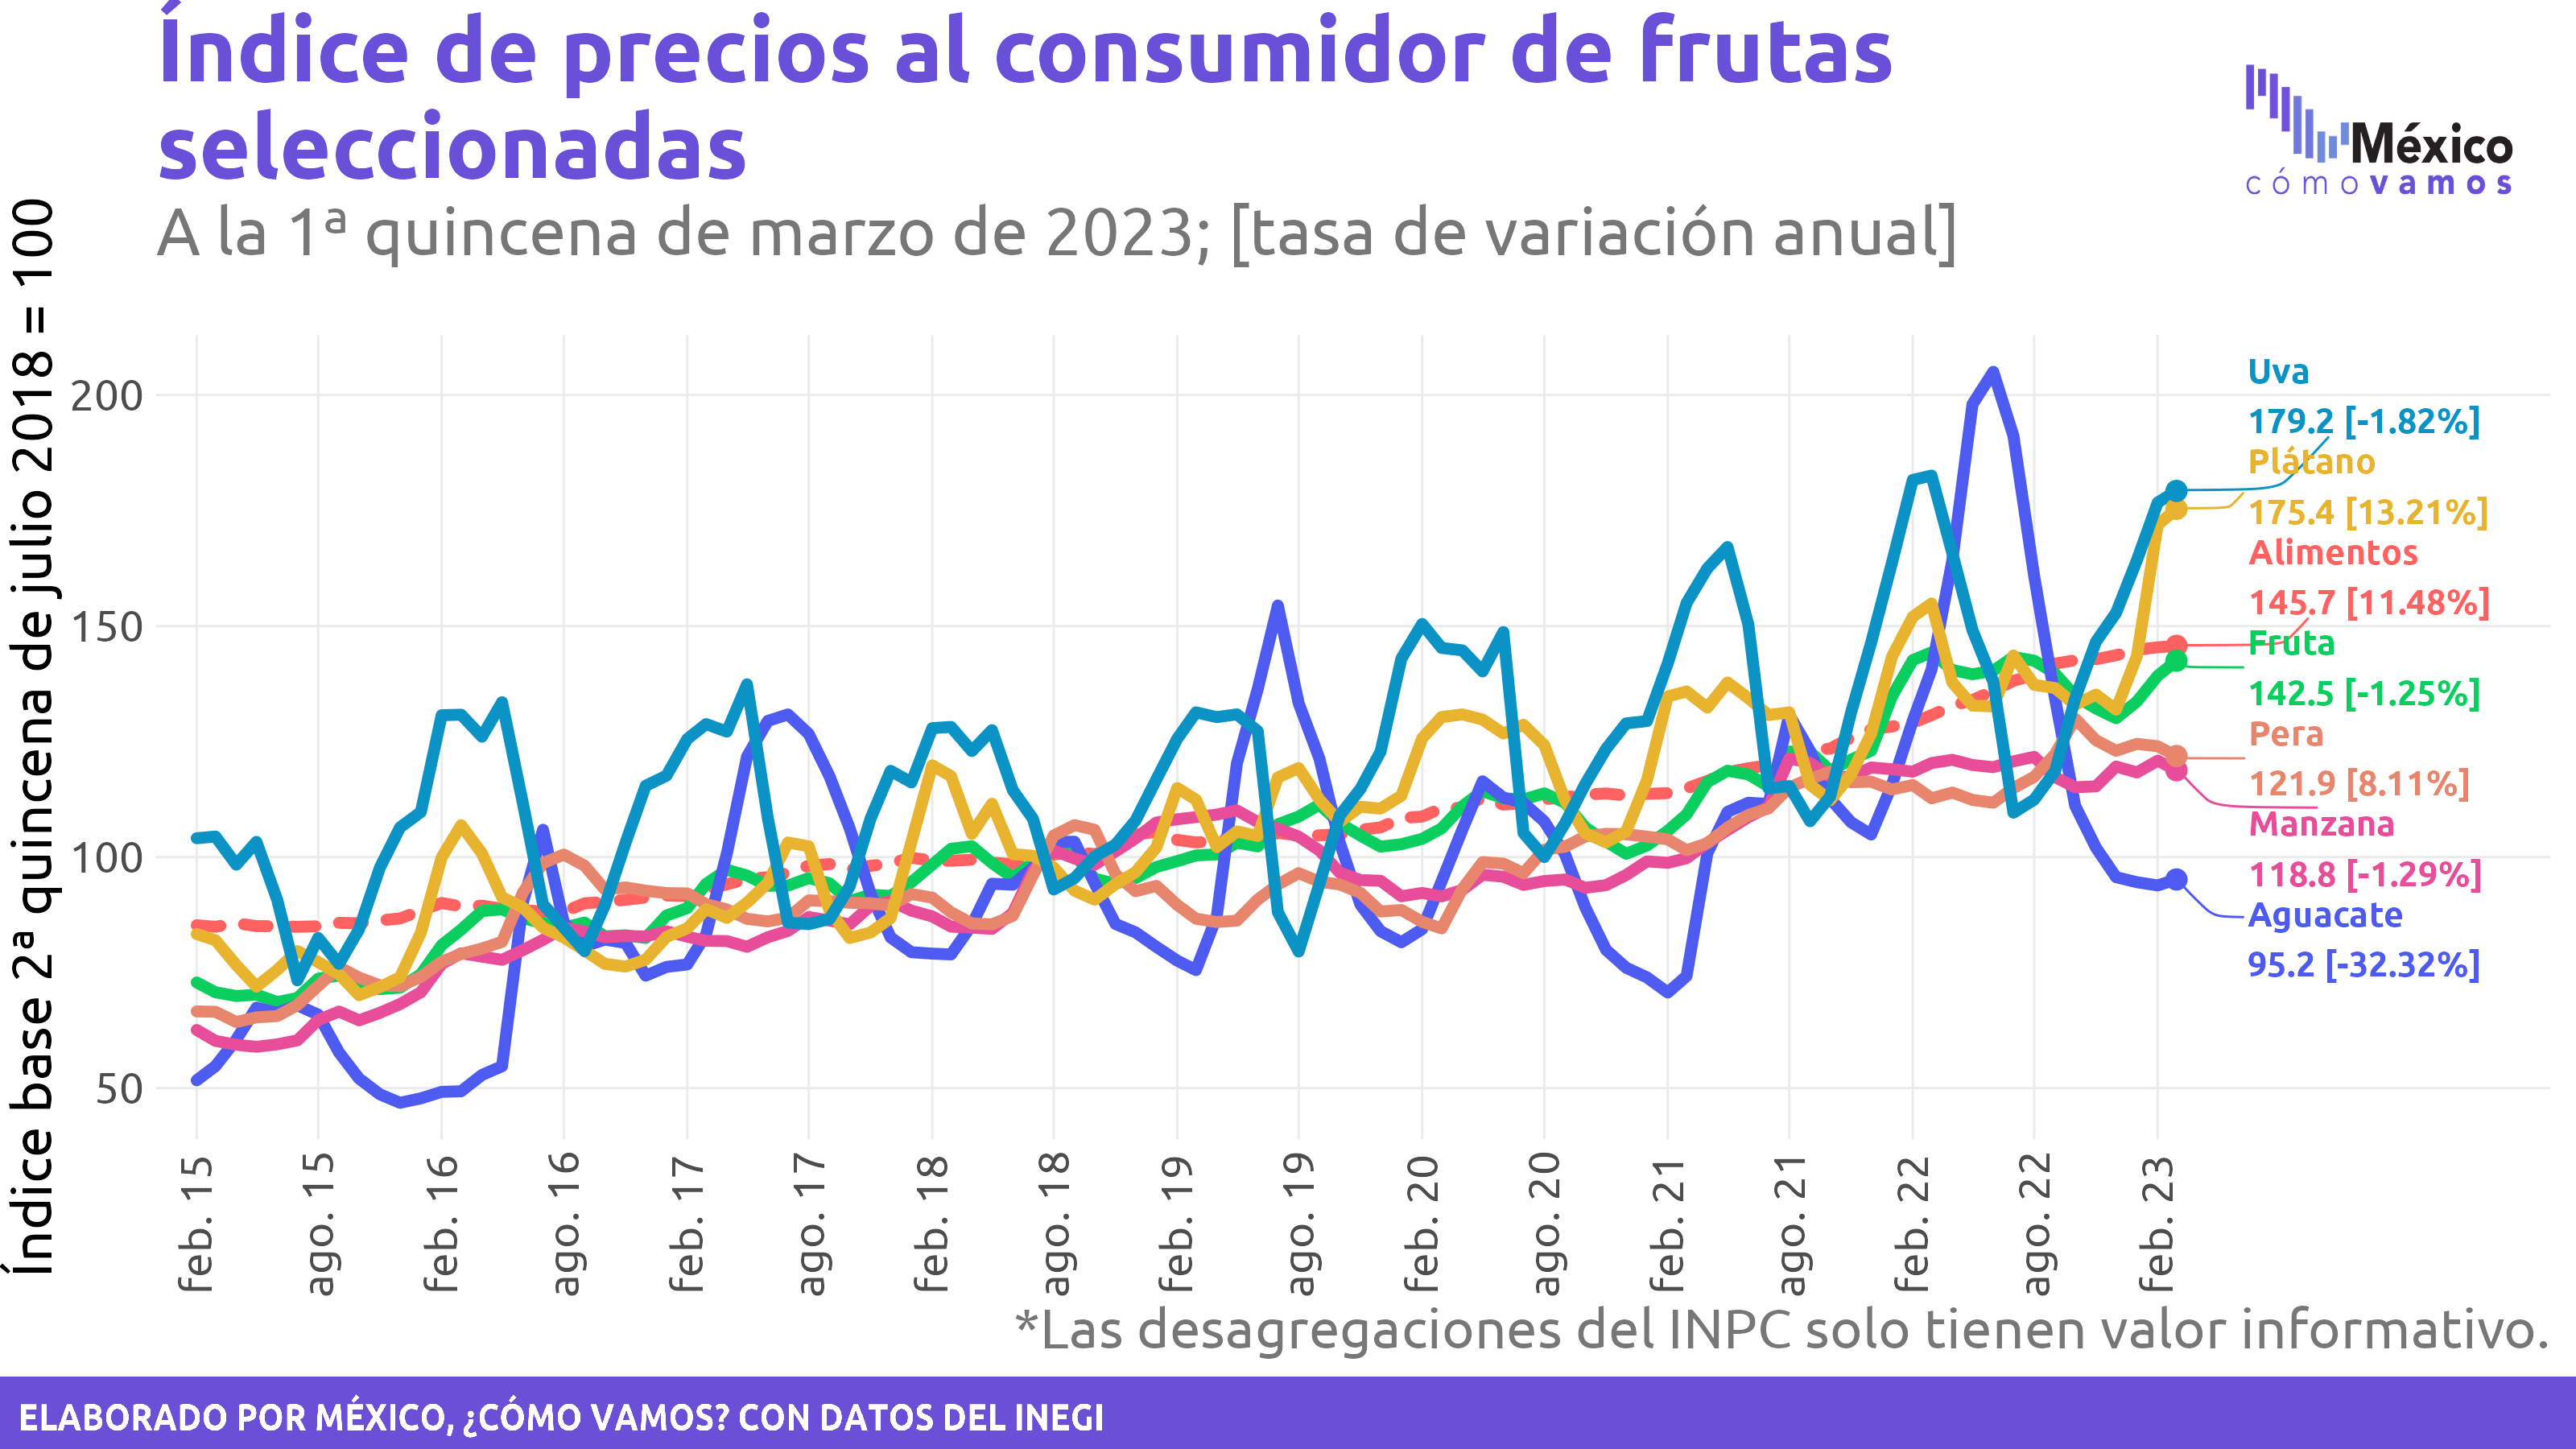 Índice de precios al consumidor de frutas
seleccionadas
A la 1ª quincena de marzo de 2023; [tasa de variación anual]
México
cómo vamos
Índice base 2ª quincena de julio 2018 = 100
200
150
100
50
Uva
179.2 [-1.82%]
Plátano
175.4 [13.21%]
Alimentos
145.7 [11.48%]
Fruta
142.5 [-1.25%]
Pera
121.9 [8.11%]
Manzana
118.8 [-1.29%]
Aguacate
95.2 [-32.32%]
feb. 15
ago. 15
feb. 16
ago. 16
feb. 17
ago. 17
feb. 18
ago. 18
feb. 19
ago. 19
feb. 20
ago. 20
feb. 21
ago. 21
feb. 22
ago. 22
feb. 23
*Las desagregaciones del INPC solo tienen valor informativo.
ELABORADO POR MÉXICO, ¿CÓMO VAMOS? CON DATOS DEL INEGI